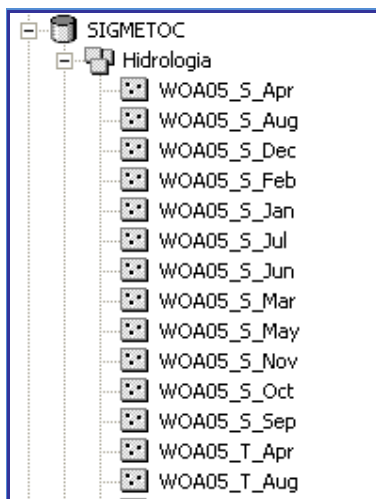 SIGMETOC
Hidrologia
WOA05_S_Apr
WOA05_S_Aug
WOA05_S_Dec
WOA05_S_Feb
WOA05_S_Jan
WOA05_S_Jul
WOA05_S_Jun
WOA05_S_Mar
WOA05_S_May
WOA05_S_Nov
WOA05_S_Oct
WOA05_S_Sep
WOA05_T_Apr
WOA05_T_Aug